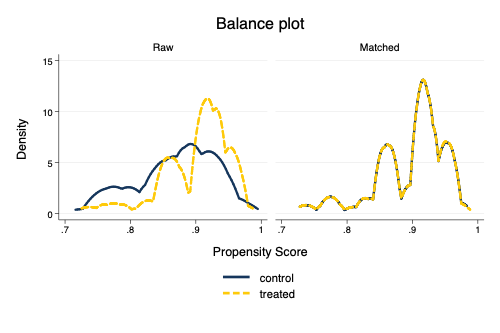 Balance plot
Raw
Matched
Density
15
10
5
0
.7 .8 .9 1
.7 .8 .9 1
Propensity Score
control
treated